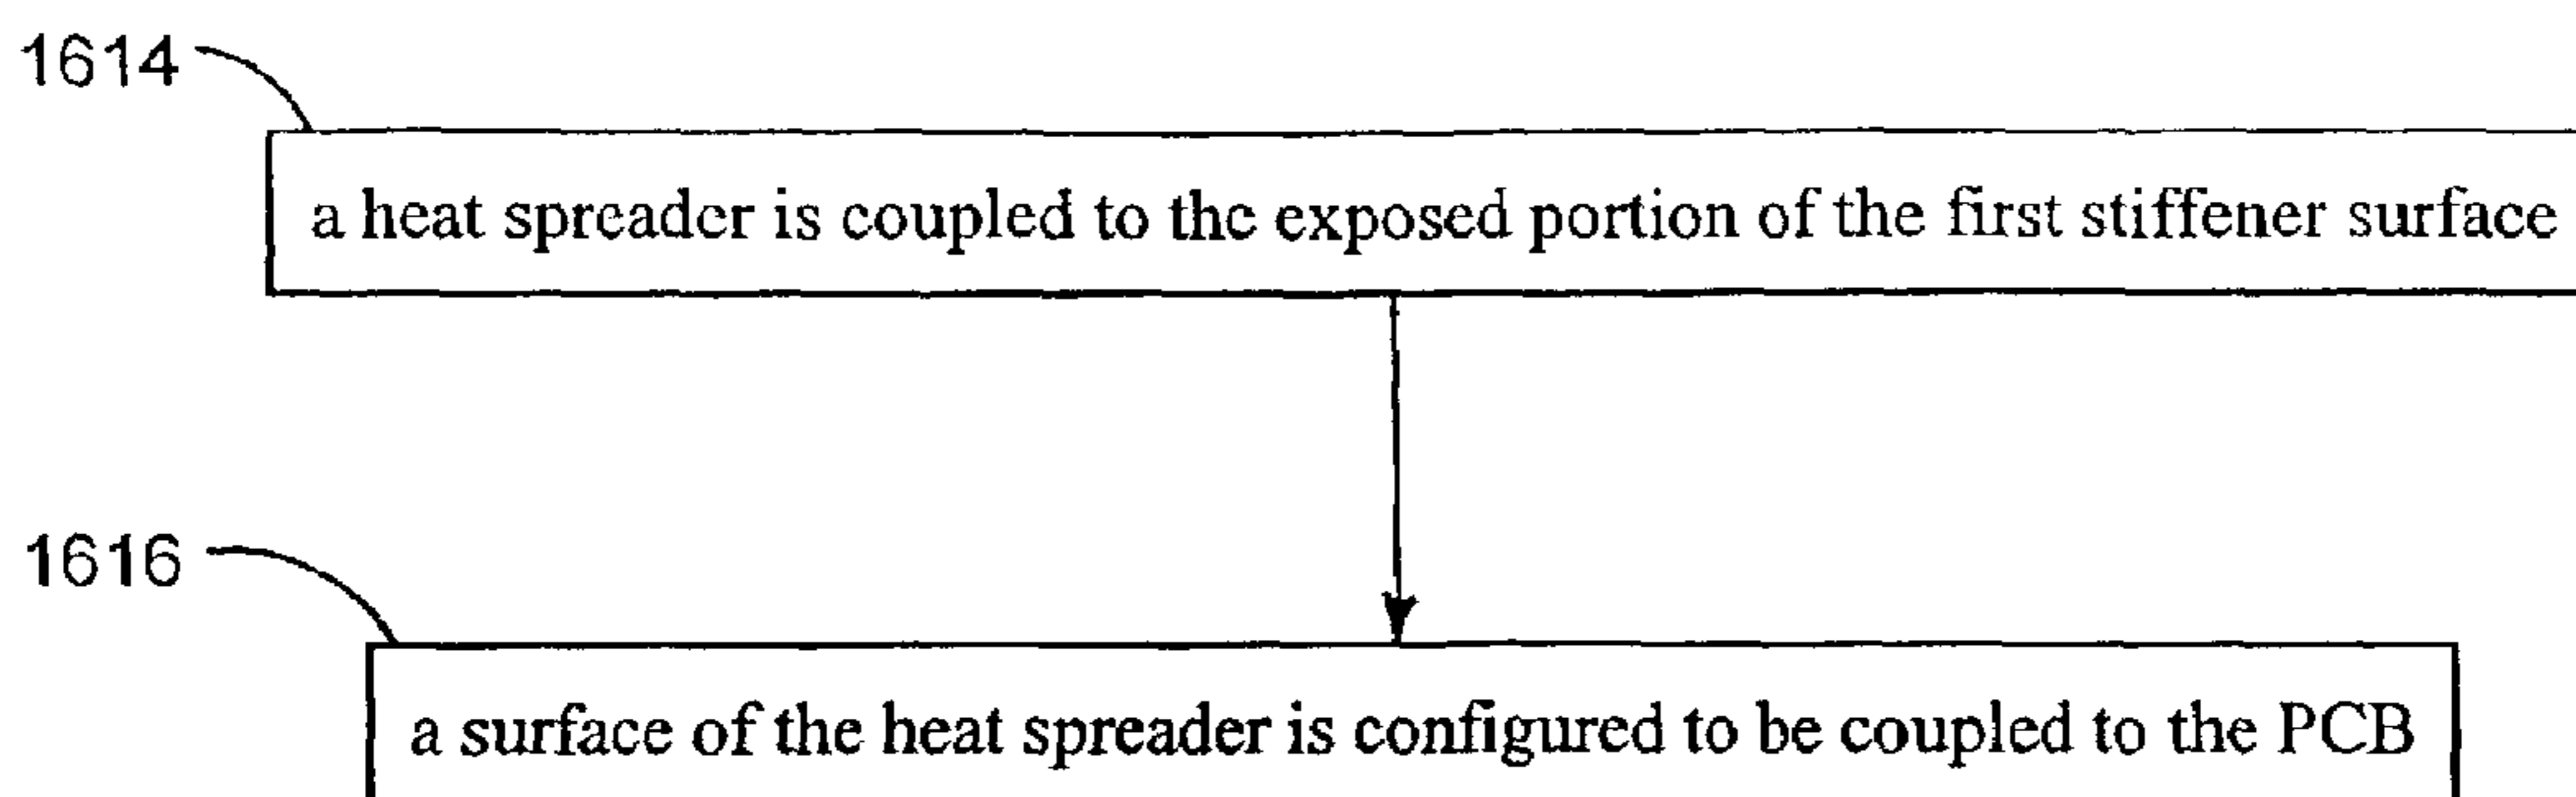 1614
a heat spreader is coupled to the exposed portion of the first stiffener surface
1616
a surface of the heat spreader is configured to be coupled to the PCB